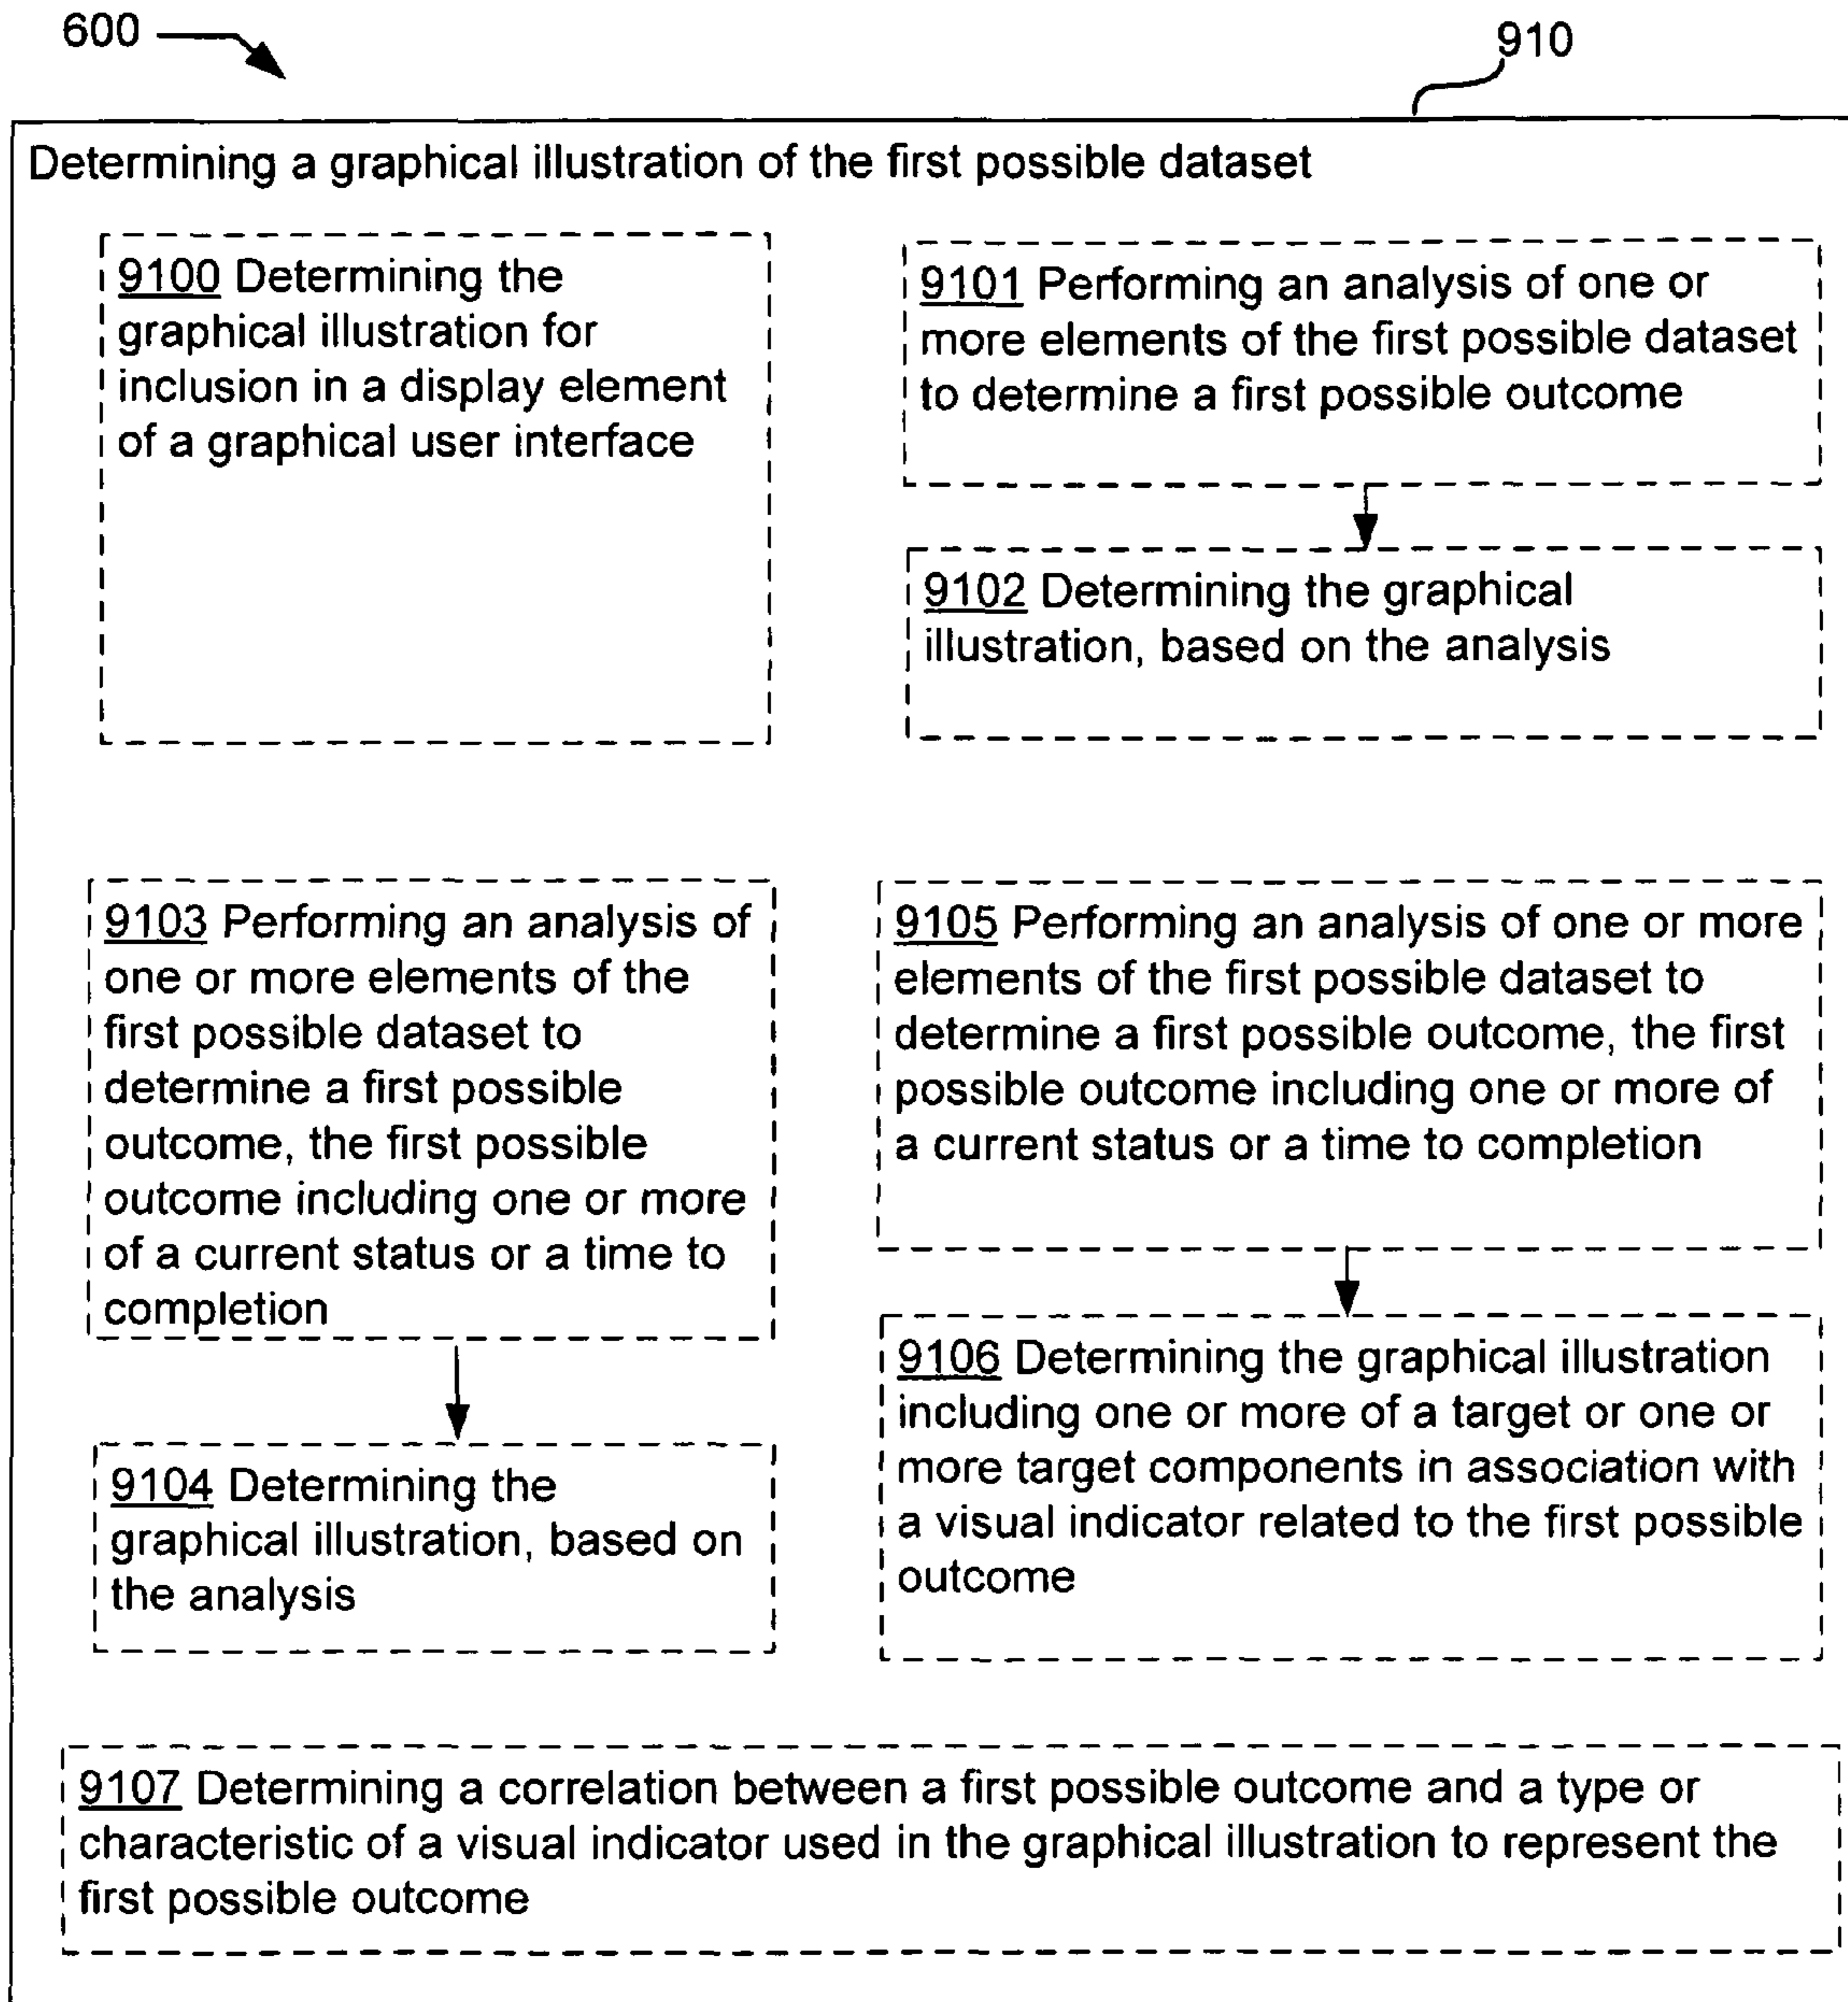 600
910
Determining a graphical illustration of the first possible dataset
9100 Determining the
graphical illustration for
inclusion in a display element
of a graphical user interface
9101 Performing an analysis of one or
more elements of the first possible dataset
to determine a first possible outcome
9102 Determining the graphical
illustration, based on the analysis
9103 Performing an analysis of
one or more elements of the
first possible dataset to
determine a first possible
outcome, the first possible
outcome including one or more
of a current status or a time to
completion
9104 Determining the
graphical illustration, based on
the analysis
9105 Performing an analysis of one or more
elements of the first possible dataset to
determine a first possible outcome, the first
possible outcome including one or more of
a current status or a time to completion
9106 Determining the graphical illustration
including one or more of a target or one or
more target components in association with
a visual indicator related to the first possible
outcome
9107 Determining a correlation between a first possible outcome and a type or
characteristic of a visual indicator used in the graphical illustration to represent the
first possible outcome